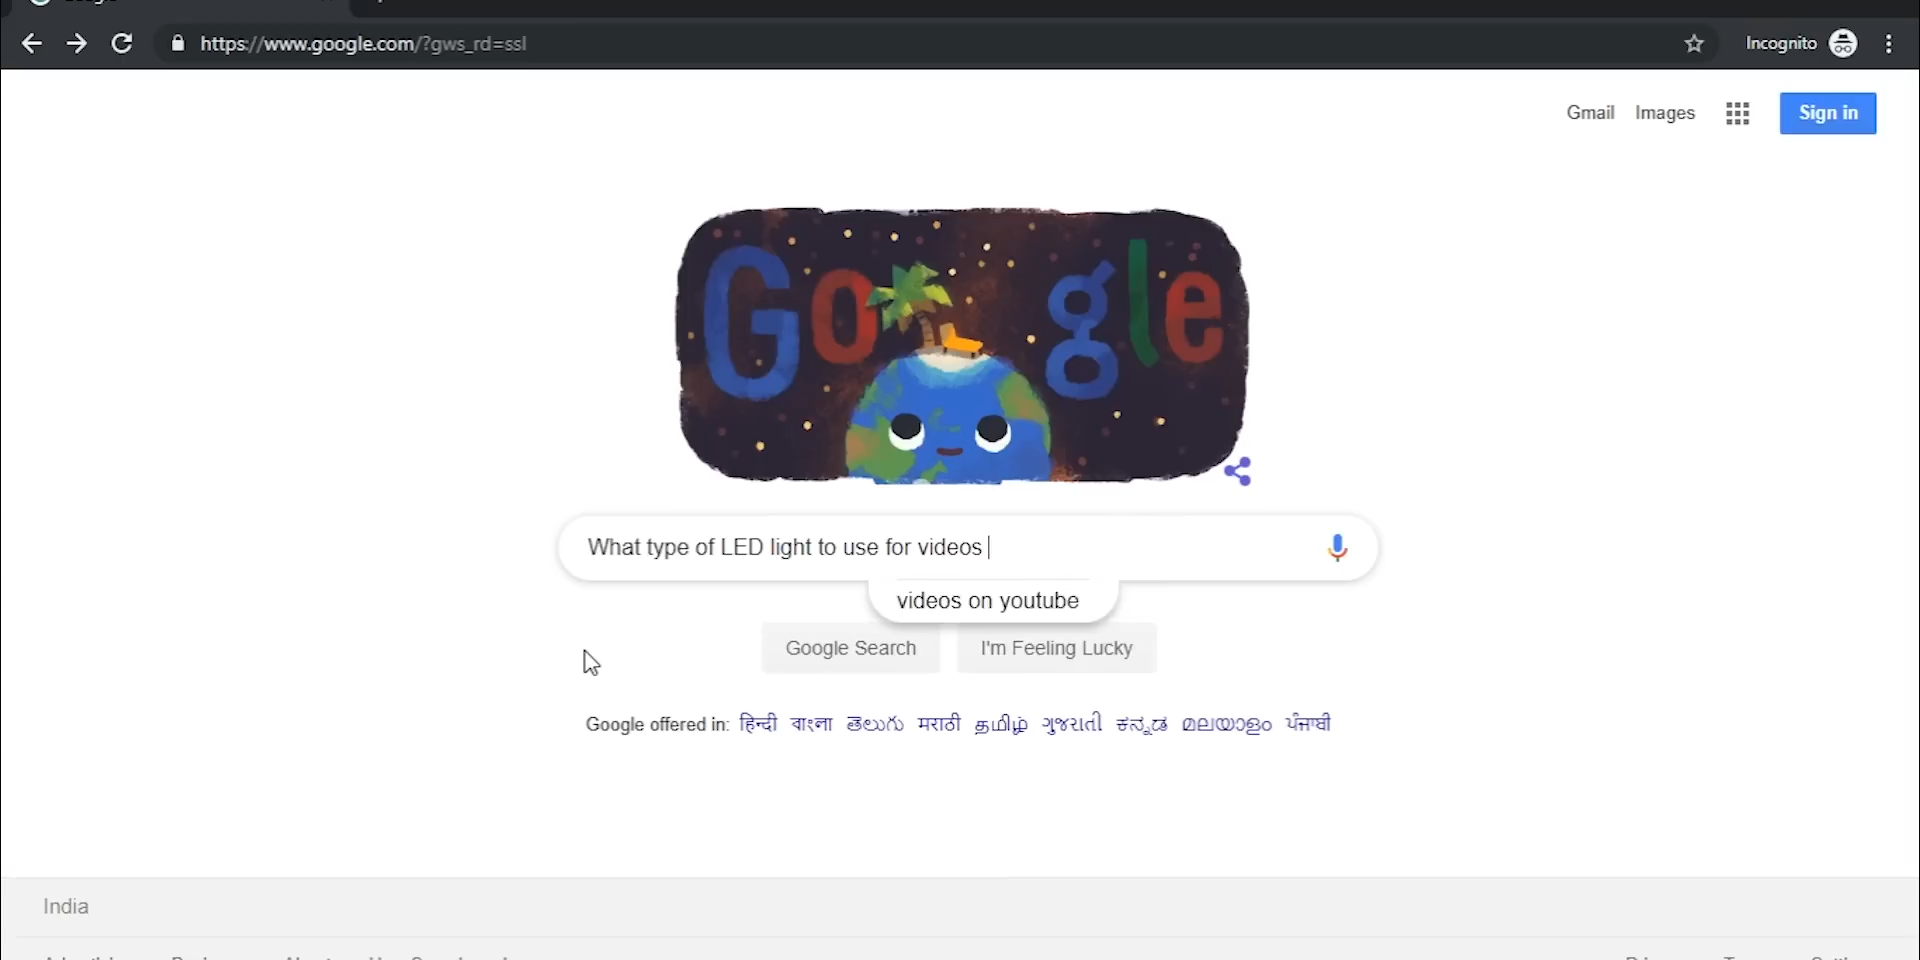 https://www.google.com/?gws_rd=ssl
Incognito
Gmail Images
Sign in
Google
What type of LED light to use for videos
videos on youtube
Google Search
I'm Feeling Lucky
Google offered in: हिन्दी বাংলা తెలుగు मराठी தமிழ் ગુજરાતી ಕನ್ನಡ മലയാളം ਪੰਜਾਬੀ
India